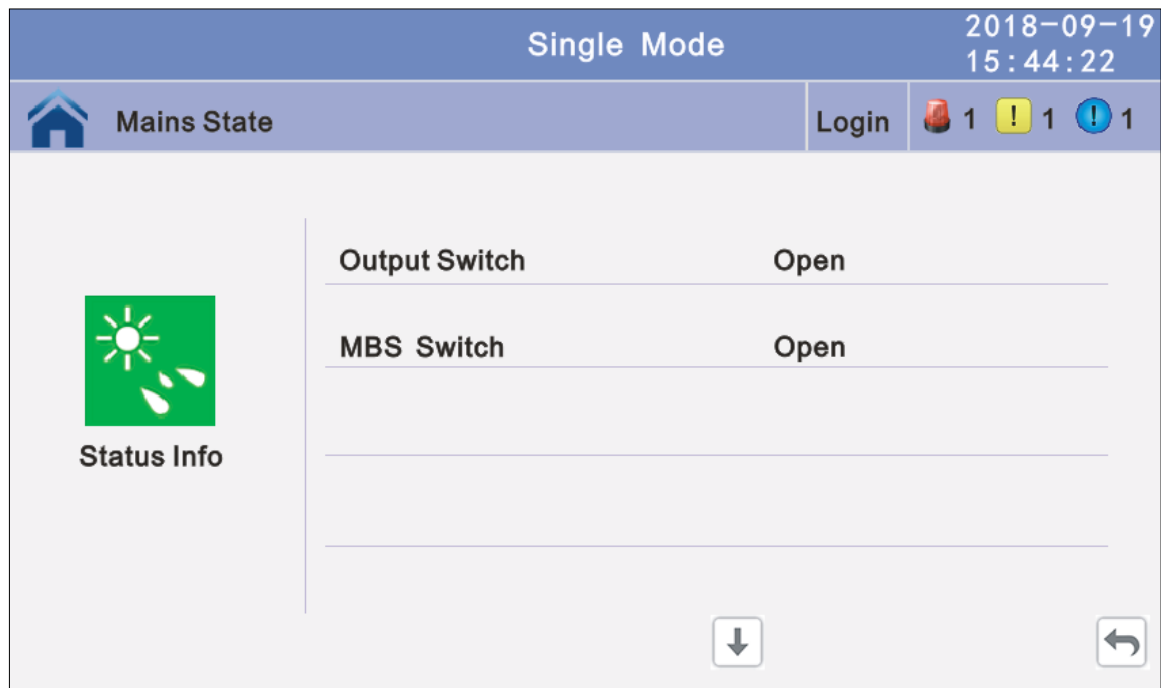 Single Mode
2018-09-19
15:44:22
Mains State
Login
1
! 1
! 1
Output Switch Open
MBS Switch Open
Status Info